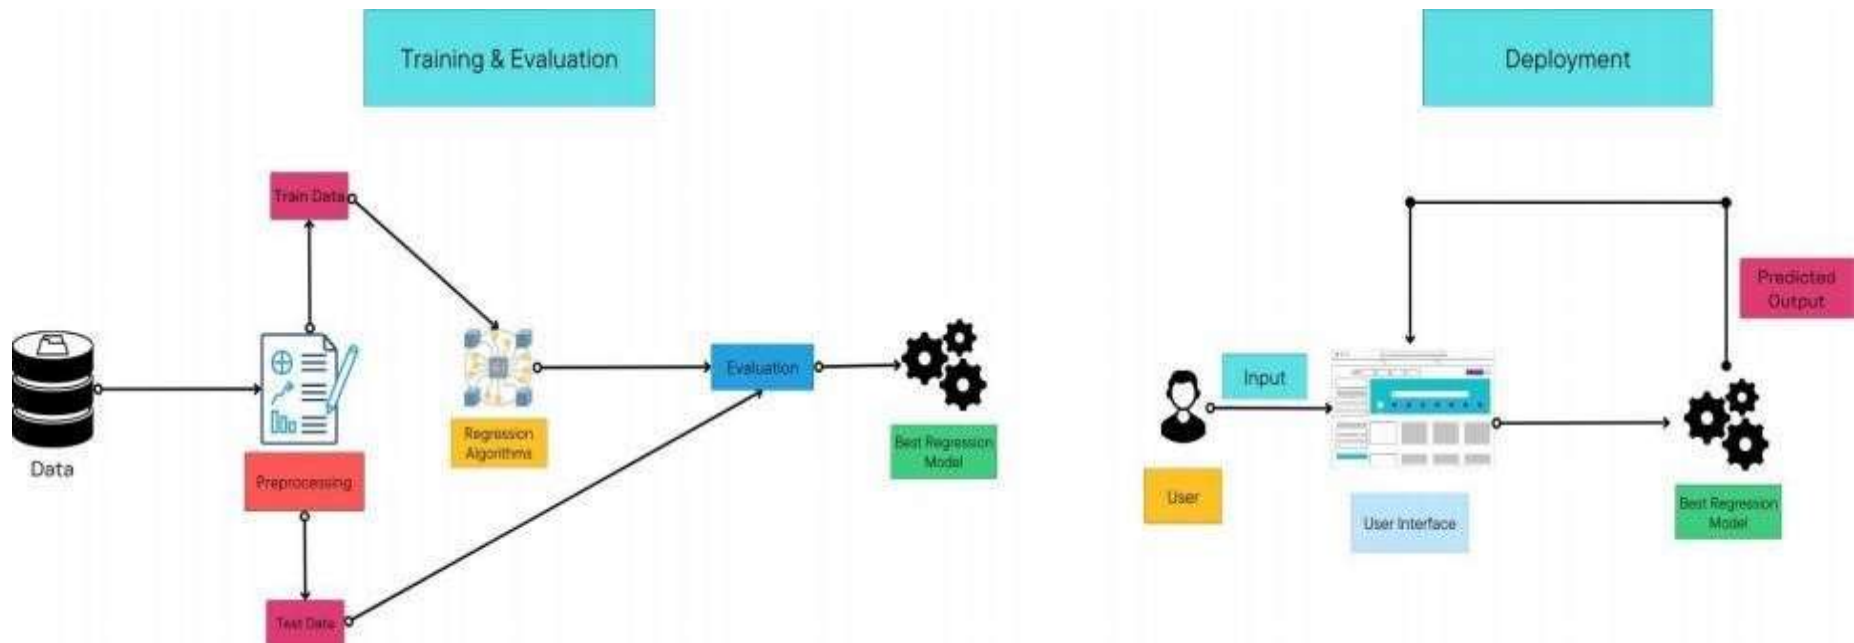 Training & Evaluation
Train Data
Data
Preprocessing
Test Data
Regression
Algorithms
Evaluation
Best Regression
Model
Deployment
Predicted
Output
Input
User
User Interface
Best Regression
Model